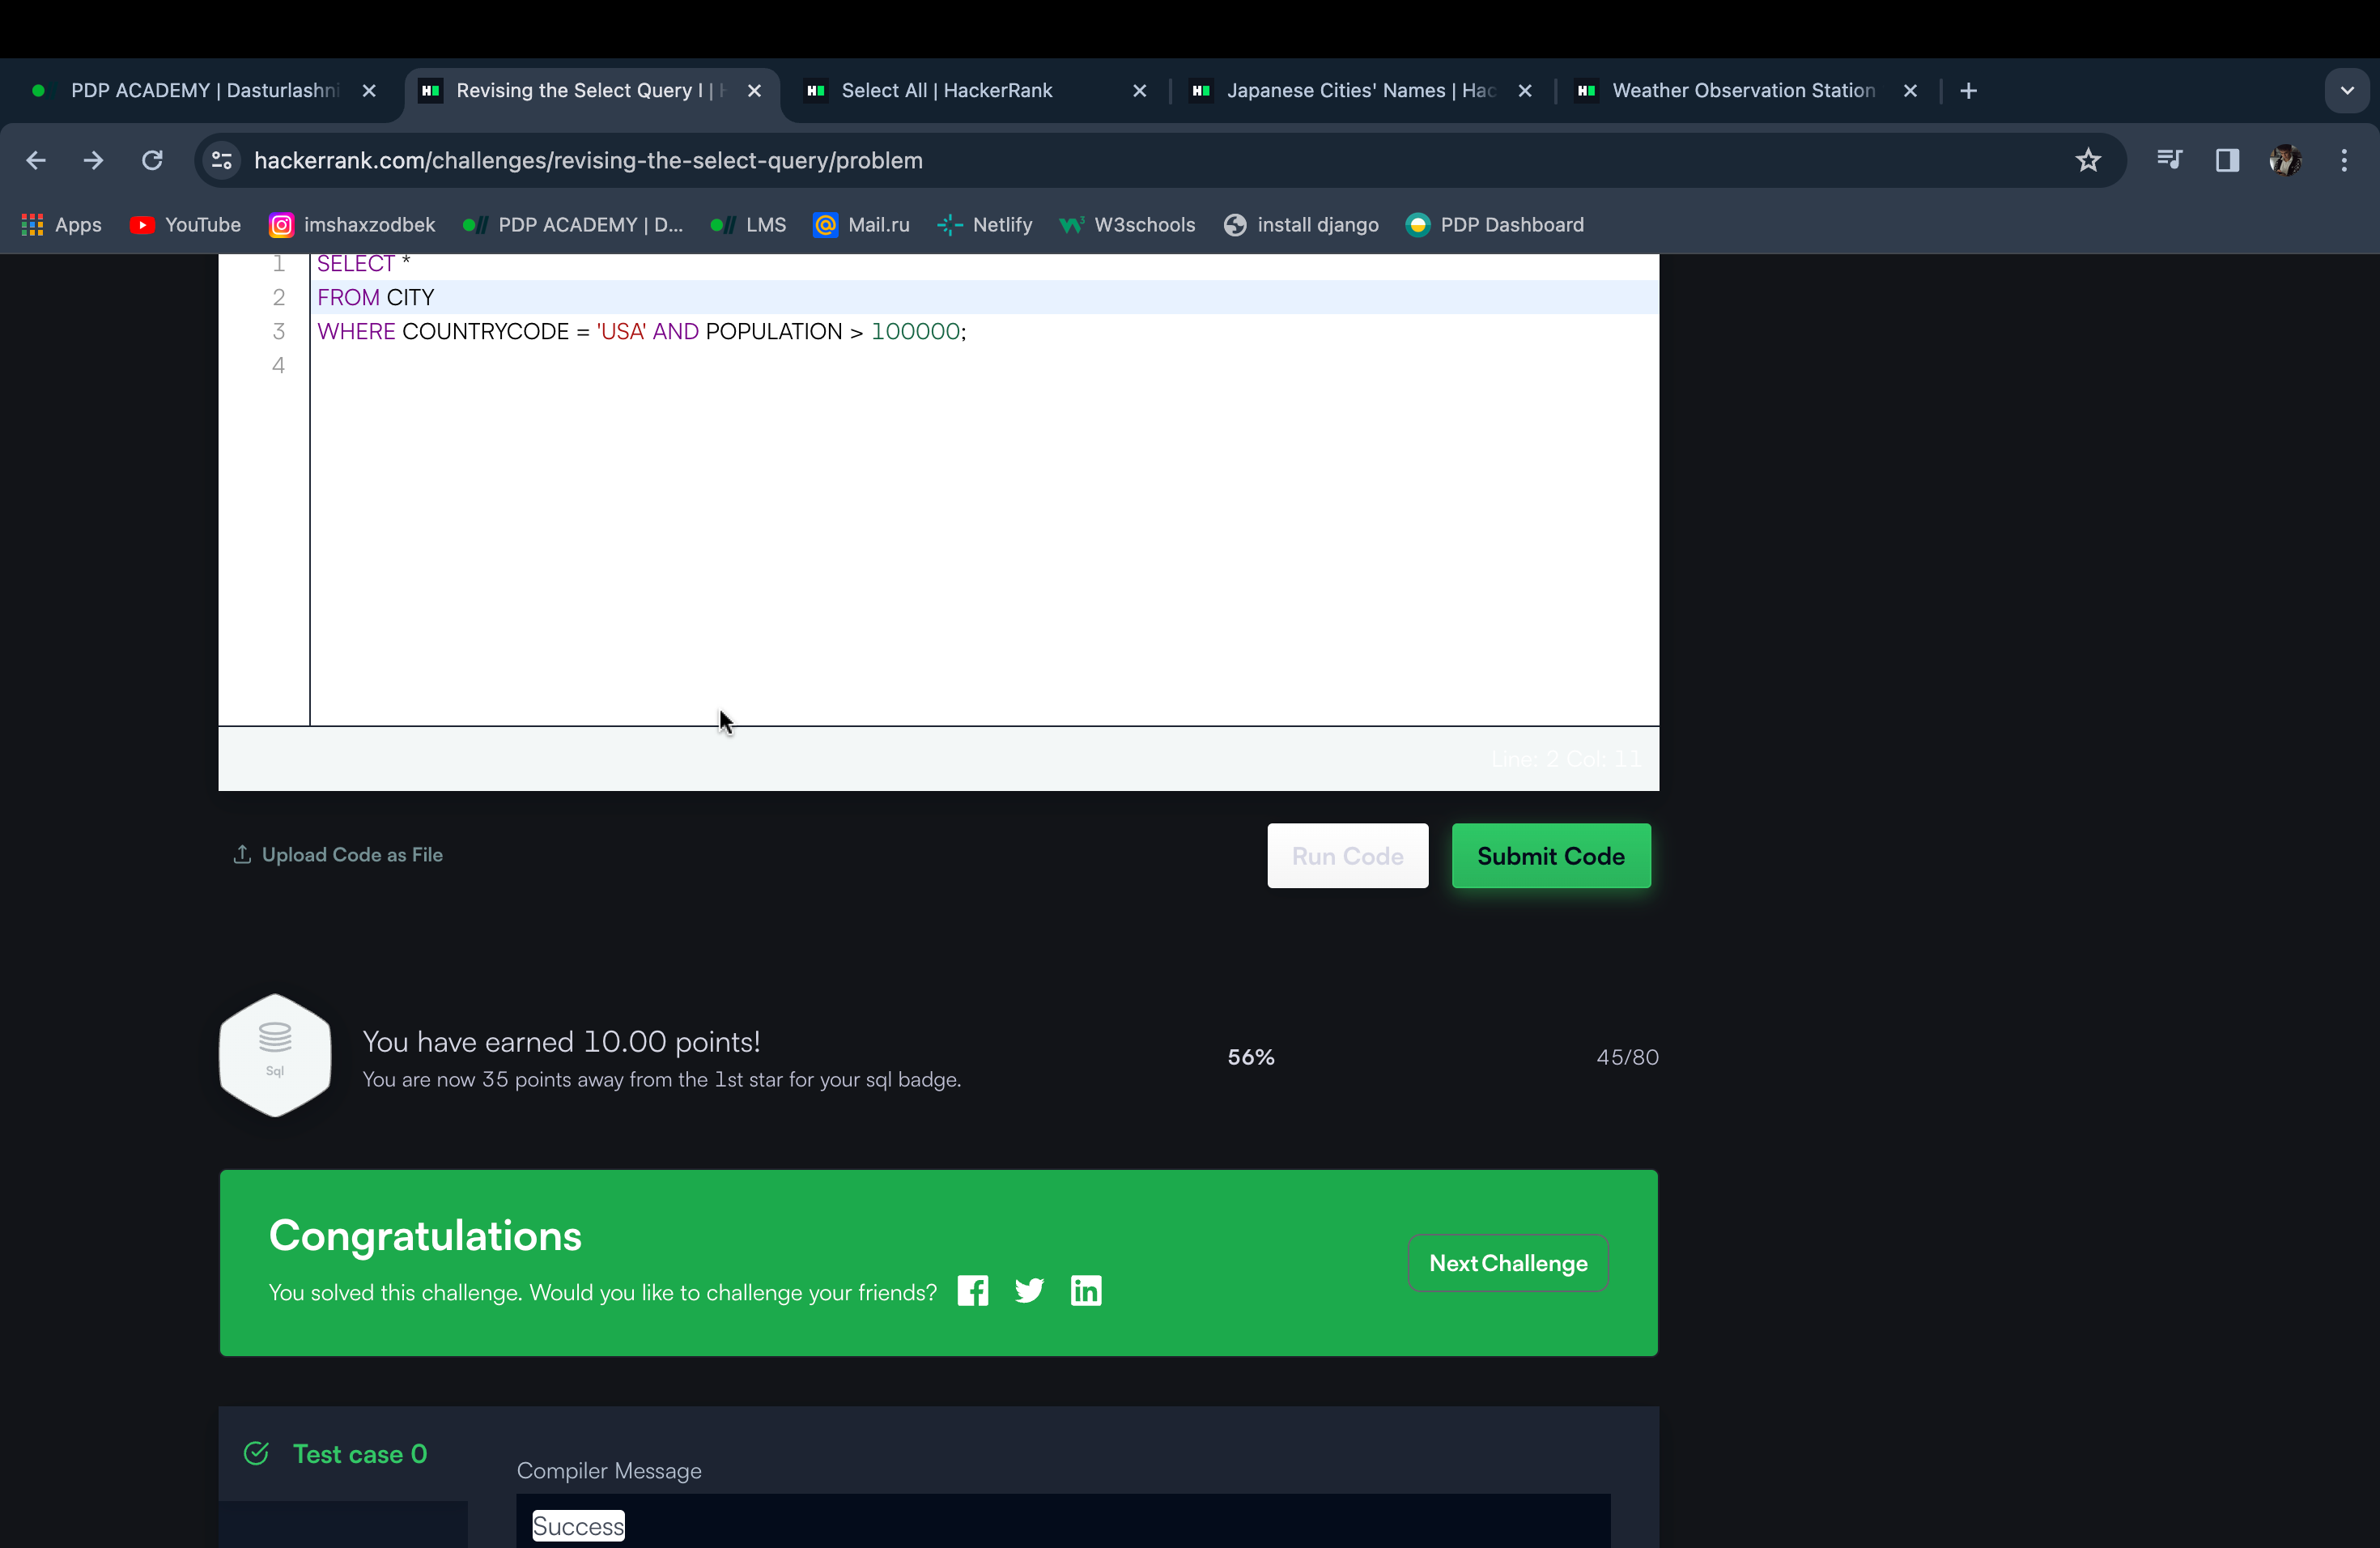 PDP ACADEMY | Dasturlashni
Revising the Select Query I |
Select All | HackerRank
Japanese Cities' Names | Hac
Weather Observation Station
hackerrank.com/challenges/revising-the-select-query/problem
Apps
YouTube
imshaxzodbek
PDP ACADEMY | D...
LMS
Mail.ru
Netlify
W3schools
install django
PDP Dashboard
1 SELECT *
2 FROM CITY
3 WHERE COUNTRYCODE = 'USA' AND POPULATION > 100000;
4
Line: 2 Col: 11
Upload Code as File
Run Code
Submit Code
Sql
You have earned 10.00 points!
You are now 35 points away from the 1st star for your sql badge.
56%
45/80
Congratulations
You solved this challenge. Would you like to challenge your friends?
Next Challenge
Test case 0
Compiler Message
Success